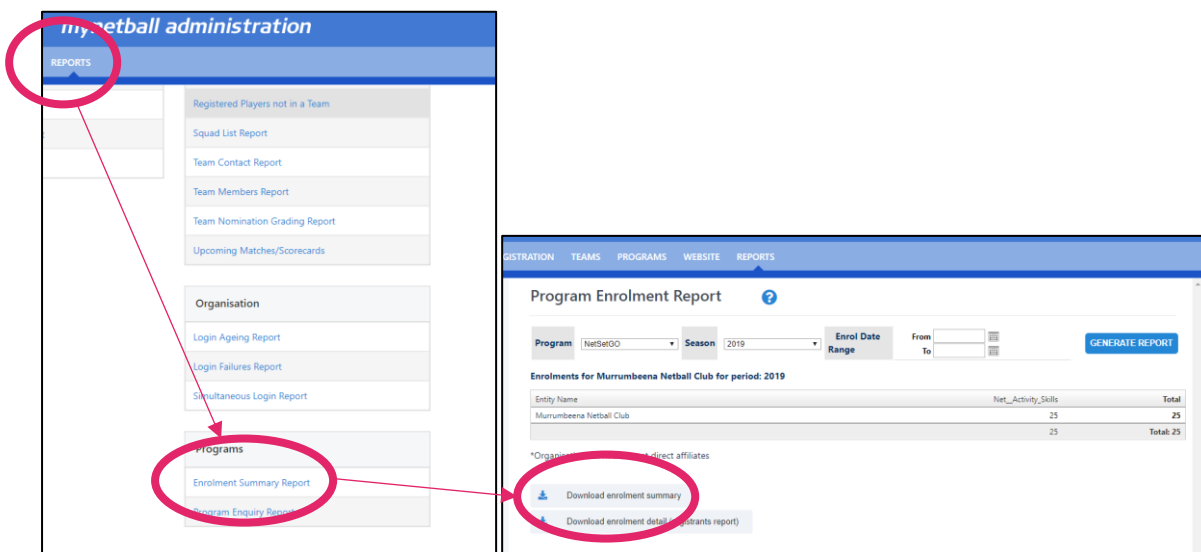 mynetball administration
REPORTS
Registered Players not in a Team
Squad List Report
Team Contact Report
Team Members Report
Team Nomination Grading Report
Upcoming Matches/Scorecards
Organisation
Login Ageing Report
Login Failures Report
Simultaneous Login Report
Programs
Enrolment Summary Report
Program Enquiry Report
GISTRATION TEAMS PROGRAMS WEBSITE REPORTS
Program Enrolment Report ?
Program NetSetGO Season 2019 Enrol Date Range From To GENERATE REPORT
Enrolments for Murrumbeena Netball Club for period: 2019
Entity Name Net_Activity_Skills Total
Murrumbeena Netball Club 25 25
25 Total: 25
direct affiliates
Download enrolment summary
Download enrolment detail (registrants report)